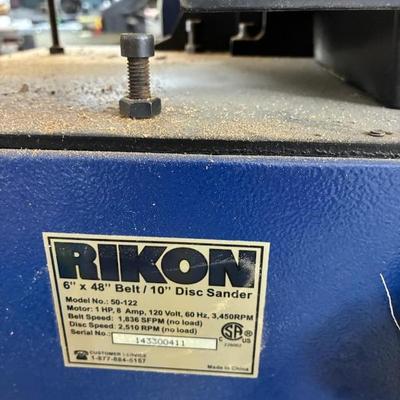 RIKON
6" x 48" Belt / 10" Disc Sander
Model No.: 50-122
Motor: 1 HP, 8 Amp, 120 Volt, 60 Hz, 3,450RPM
Belt Speed: 1,836 SFPM (no load)
Disc Speed: 2,510 RPM (no load)
Serial No.: 143300411
C SA US
CUSTOMER SERVICE
1-877-884-5167
Made in China